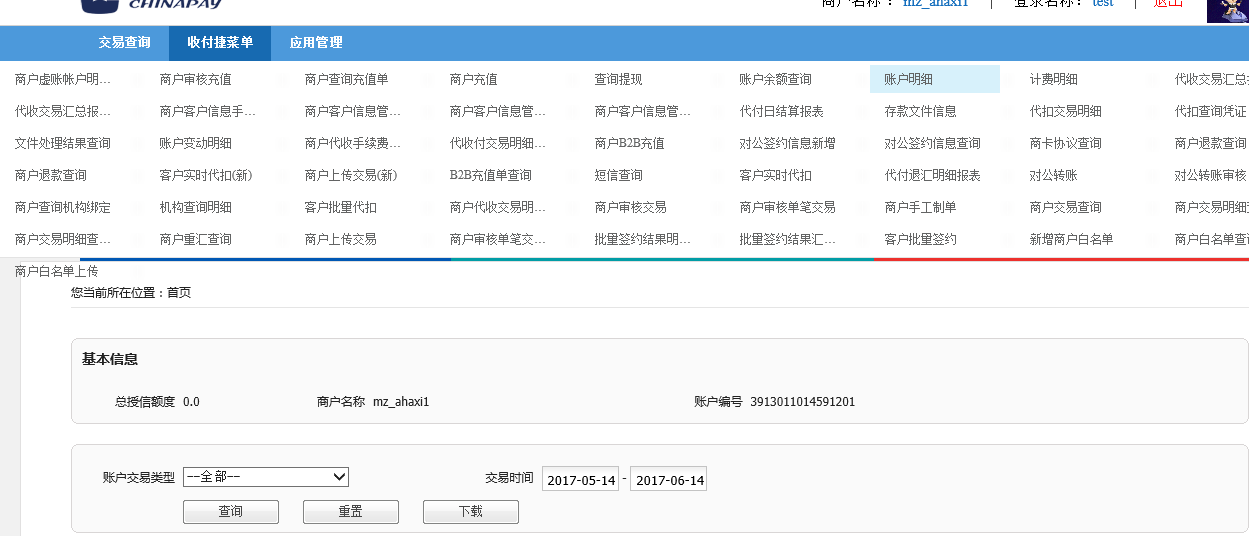 CHINAPAY 商户名称： mz_ahaxi1 | 登录名称： test | 退出
交易查询 收付捷菜单 应用管理
商户虚账帐户明... 商户审核充值 商户查询充值单 商户充值 查询提现 账户余额查询 账户明细 计费明细 代收交易汇总
代收交易汇总报... 商户客户信息手... 商户客户信息管... 商户客户信息管... 商户客户信息管... 代付日结算报表 存款文件信息 代扣交易明细 代扣查询凭证
文件处理结果查询 账户变动明细 商户代收手续费... 代收付交易明细... 商户B2B充值 对公签约信息新增 对公签约信息查询 商卡协议查询 商户退款查询
商户退款查询 客户实时代扣(新) 商户上传交易(新) B2B充值单查询 短信查询 客户实时代扣 代付退汇明细报表 对公转账 对公转账审核
商户查询机构绑定 机构查询明细 客户批量代扣 商户代收交易明... 商户审核交易 商户审核单笔交易 商户手工制单 商户交易查询 商户交易明细
商户交易明细查... 商户重汇查询 商户上传交易 商户审核单笔交... 批量签约结果明... 批量签约结果汇... 客户批量签约 新增商户白名单 商户白名单查
商户白名单上传
您当前所在位置：首页
基本信息
总授信额度 0.0 商户名称 mz_ahaxi1 账户编号 3913011014591201
账户交易类型 --全部-- 交易时间 2017-05-14 - 2017-06-14
查询 重置 下载